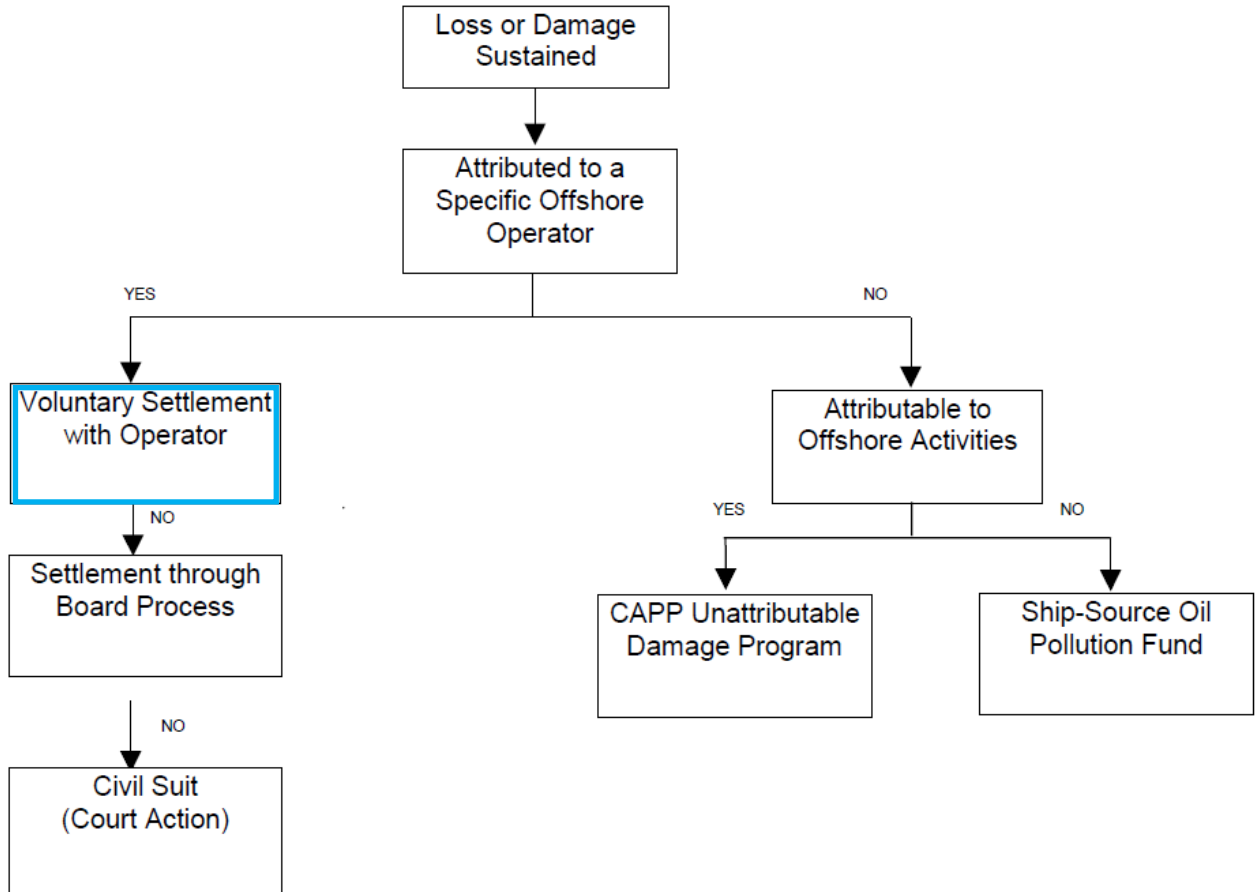 Loss or Damage
Sustained
Attributed to a
Specific Offshore
Operator
YES
NO
Voluntary Settlement
with Operator
Attributable to
Offshore Activities
NO
YES
NO
Settlement through
Board Process
CAPP Unattributable
Damage Program
Ship-Source Oil
Pollution Fund
NO
Civil Suit
(Court Action)